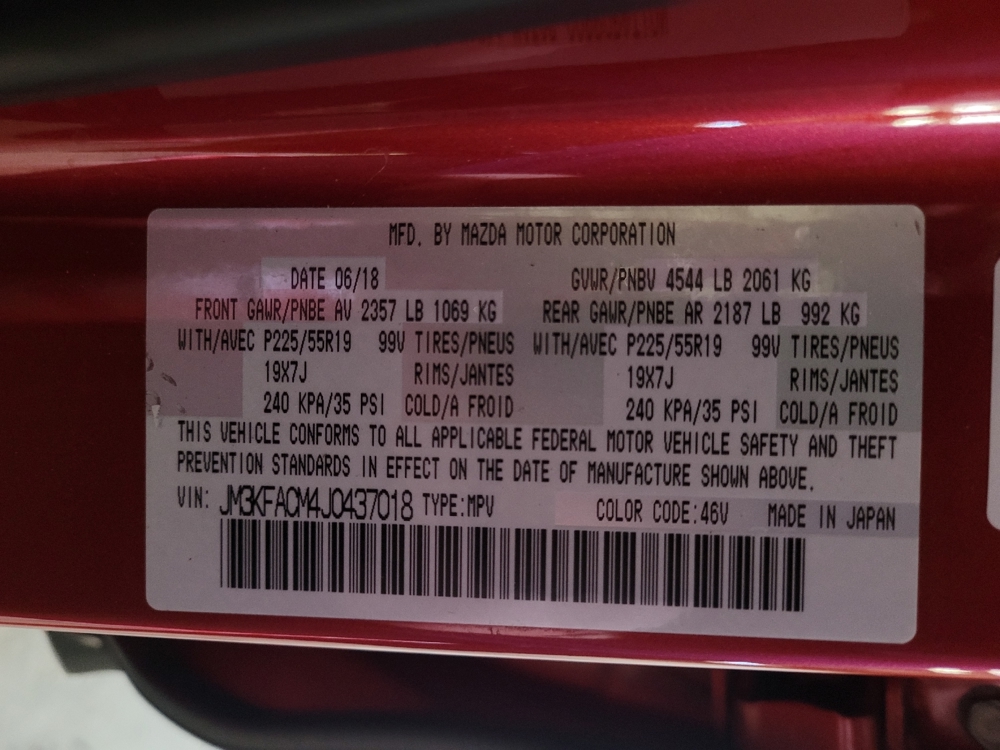 MFD. BY MAZDA MOTOR CORPORATION
DATE 06/18 GVWR/PNBV 4544 LB 2061 KG
FRONT GAWR/PNBE AV 2357 LB 1069 KG REAR GAWR/PNBE AR 2187 LB 992 KG
WITH/AVEC P225/55R19 99V TIRES/PNEUS WITH/AVEC P225/55R19 99V TIRES/PNEUS
19X7J RIMS/JANTES 19X7J RIMS/JANTES
240 KPA/35 PSI COLD/A FROID 240 KPA/35 PSI COLD/A FROID
THIS VEHICLE CONFORMS TO ALL APPLICABLE FEDERAL MOTOR VEHICLE SAFETY AND THEFT
PREVENTION STANDARDS IN EFFECT ON THE DATE OF MANUFACTURE SHOWN ABOVE.
VIN: JM3KFACM4J0437018 TYPE:MPV COLOR CODE:46V MADE IN JAPAN